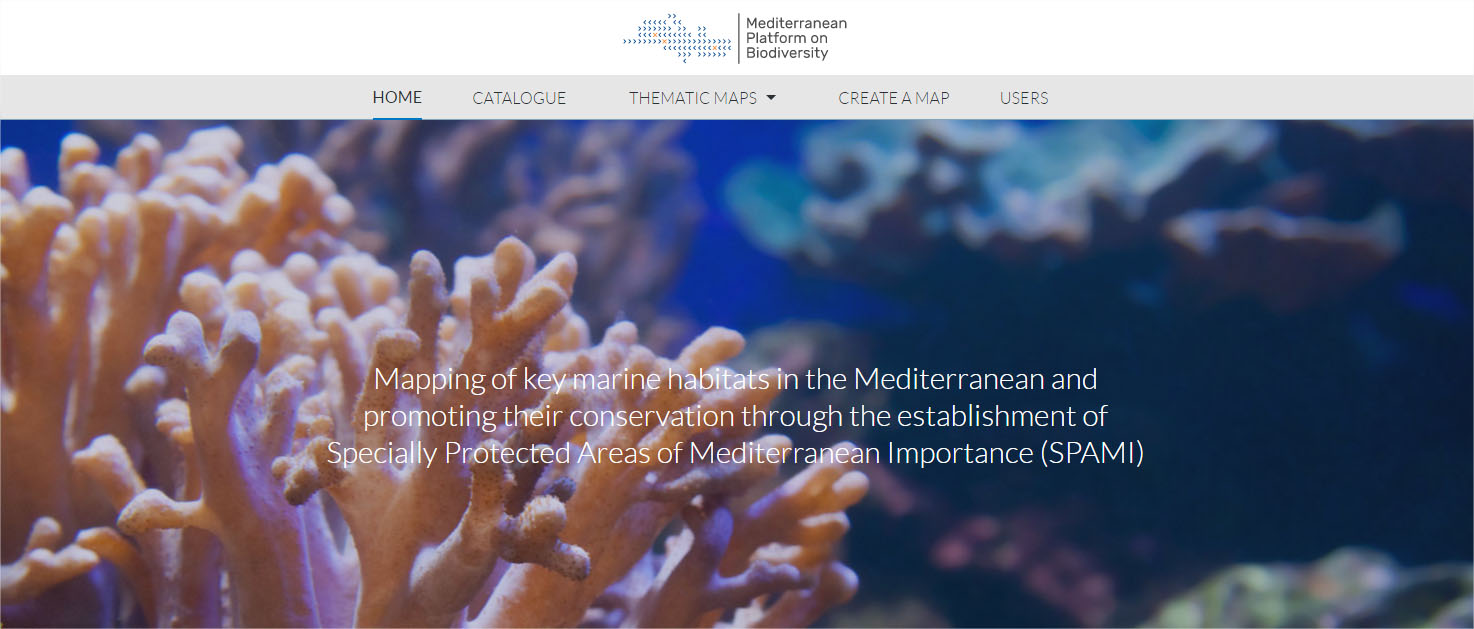 Mediterranean
Platform on
Biodiversity
HOME CATALOGUE THEMATIC MAPS CREATE A MAP USERS
Mapping of key marine habitats in the Mediterranean and
promoting their conservation through the establishment of
Specially Protected Areas of Mediterranean Importance (SPAMI)